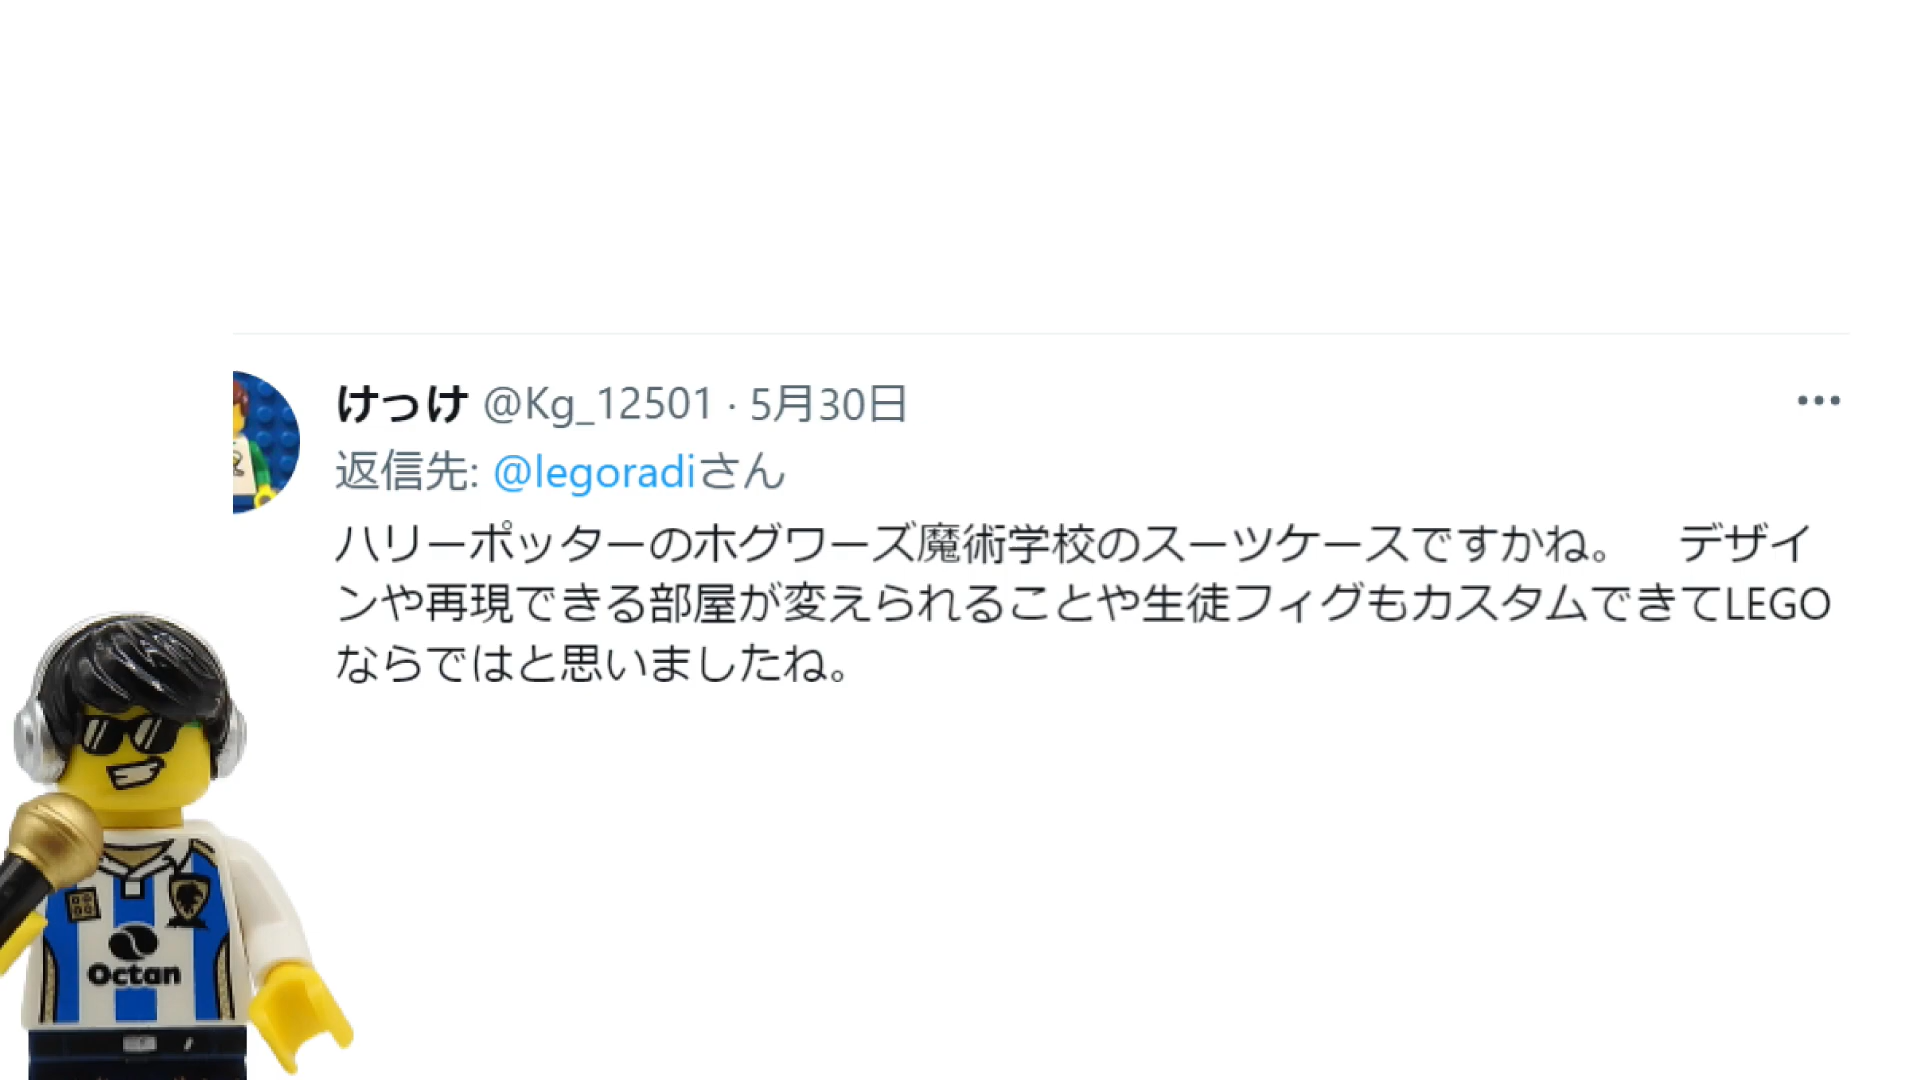 けっけ @Kg_12501 · 5月30日
返信先: @legoradiさん
ハリーポッターのホグワーズ魔術学校のスーツケースですかね。　デザイ
ンや再現できる部屋が変えられることや生徒フィグもカスタムできてLEGO
ならではと思いましたね。
Octan